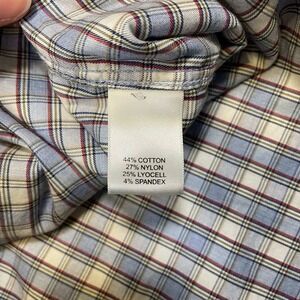 44% COTTON
27% NYLON
25% LYOCELL
4% SPANDEX